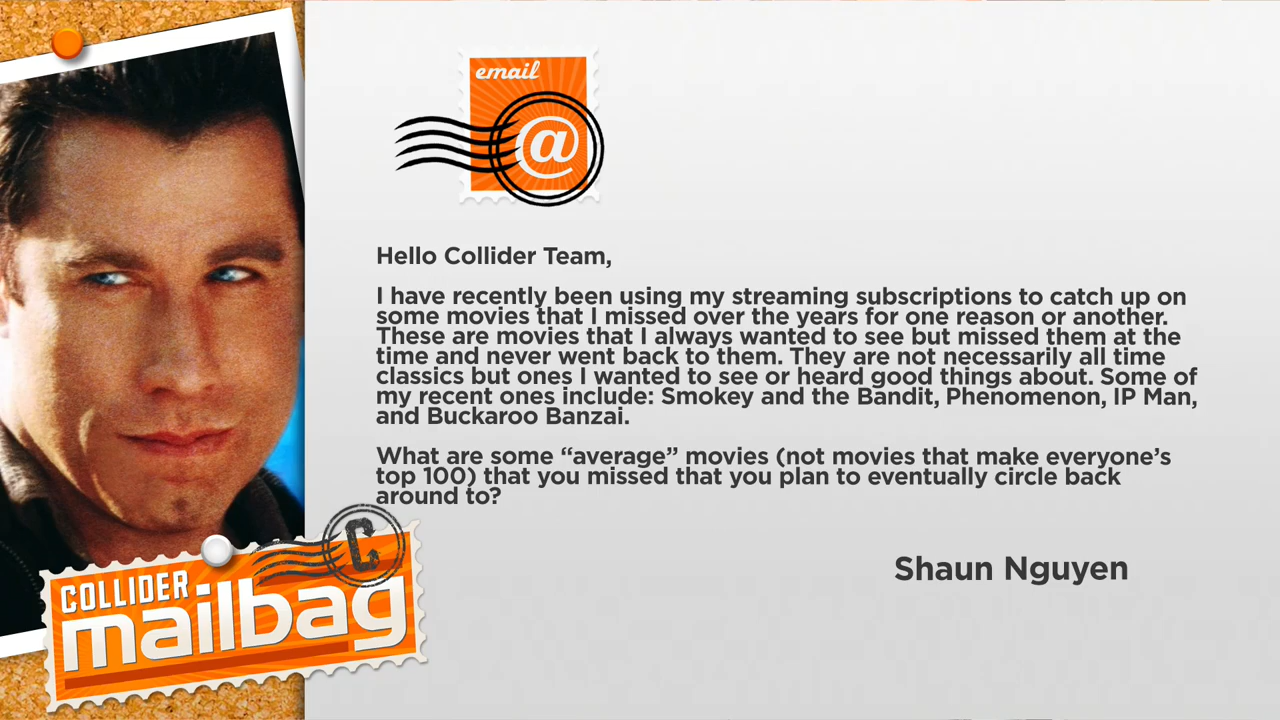 email
@
Hello Collider Team,
I have recently been using my streaming subscriptions to catch up on
some movies that I missed over the years for one reason or another.
These are movies that I always wanted to see but missed them at the
time and never went back to them. They are not necessarily all time
classics but ones I wanted to see or heard good things about. Some of
my recent ones include: Smokey and the Bandit, Phenomenon, IP Man,
and Buckaroo Banzai.
What are some “average” movies (not movies that make everyone’s
top 100) that you missed that you plan to eventually circle back
around to?
Shaun Nguyen
C
COLLIDER
mailbag